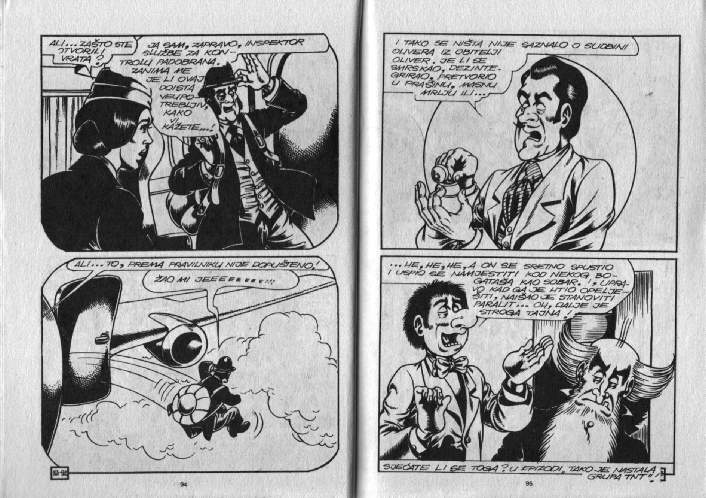 ALI... ZAŠTO STE
OTVORILI
VRATA?
JA SAM, ZAPRAVO, INSPEKTOR
SLUŽBE ZA KON-
TROLU PADOBRANA.
ZANIMA ME
JE LI OVAJ
DOISTA
NEUPO-
TREBLJIV,
KAKO
VI
KAŽETE...!
ALI... TO, PREMA PRAVILNIKU NIJE DOPUŠTENO!
ŽAO MI JEEEEEEEE!!!
94
I TAKO SE NIŠTA NIJE SAZNALO O SUDBINI
OLIVERA IZ OBITELJI
OLIVER. JE LI SE
SMRSKAO, DEZINTE-
GRIRAO, PRETVORIO
U PRAŠINU, MASNU
MRLJU ILI...
...HE, HE, HE, A ON SE SRETNO SPUSTIO
I USPIO SE NAMJESTITI KOD NEKOG BO-
GATAŠA KAO SOBAR. I, UPRA-
VO KAD GA JE HTIO OPELJE-
ŠITI, NAIŠAO JE STANOVITI
PARALIT... OH, DALJE JE
STROGA TAJNA!
SJEĆATE LI SE TOGA? U EPIZODI "TAKO JE NASTALA
GRUPA TNT"!
95